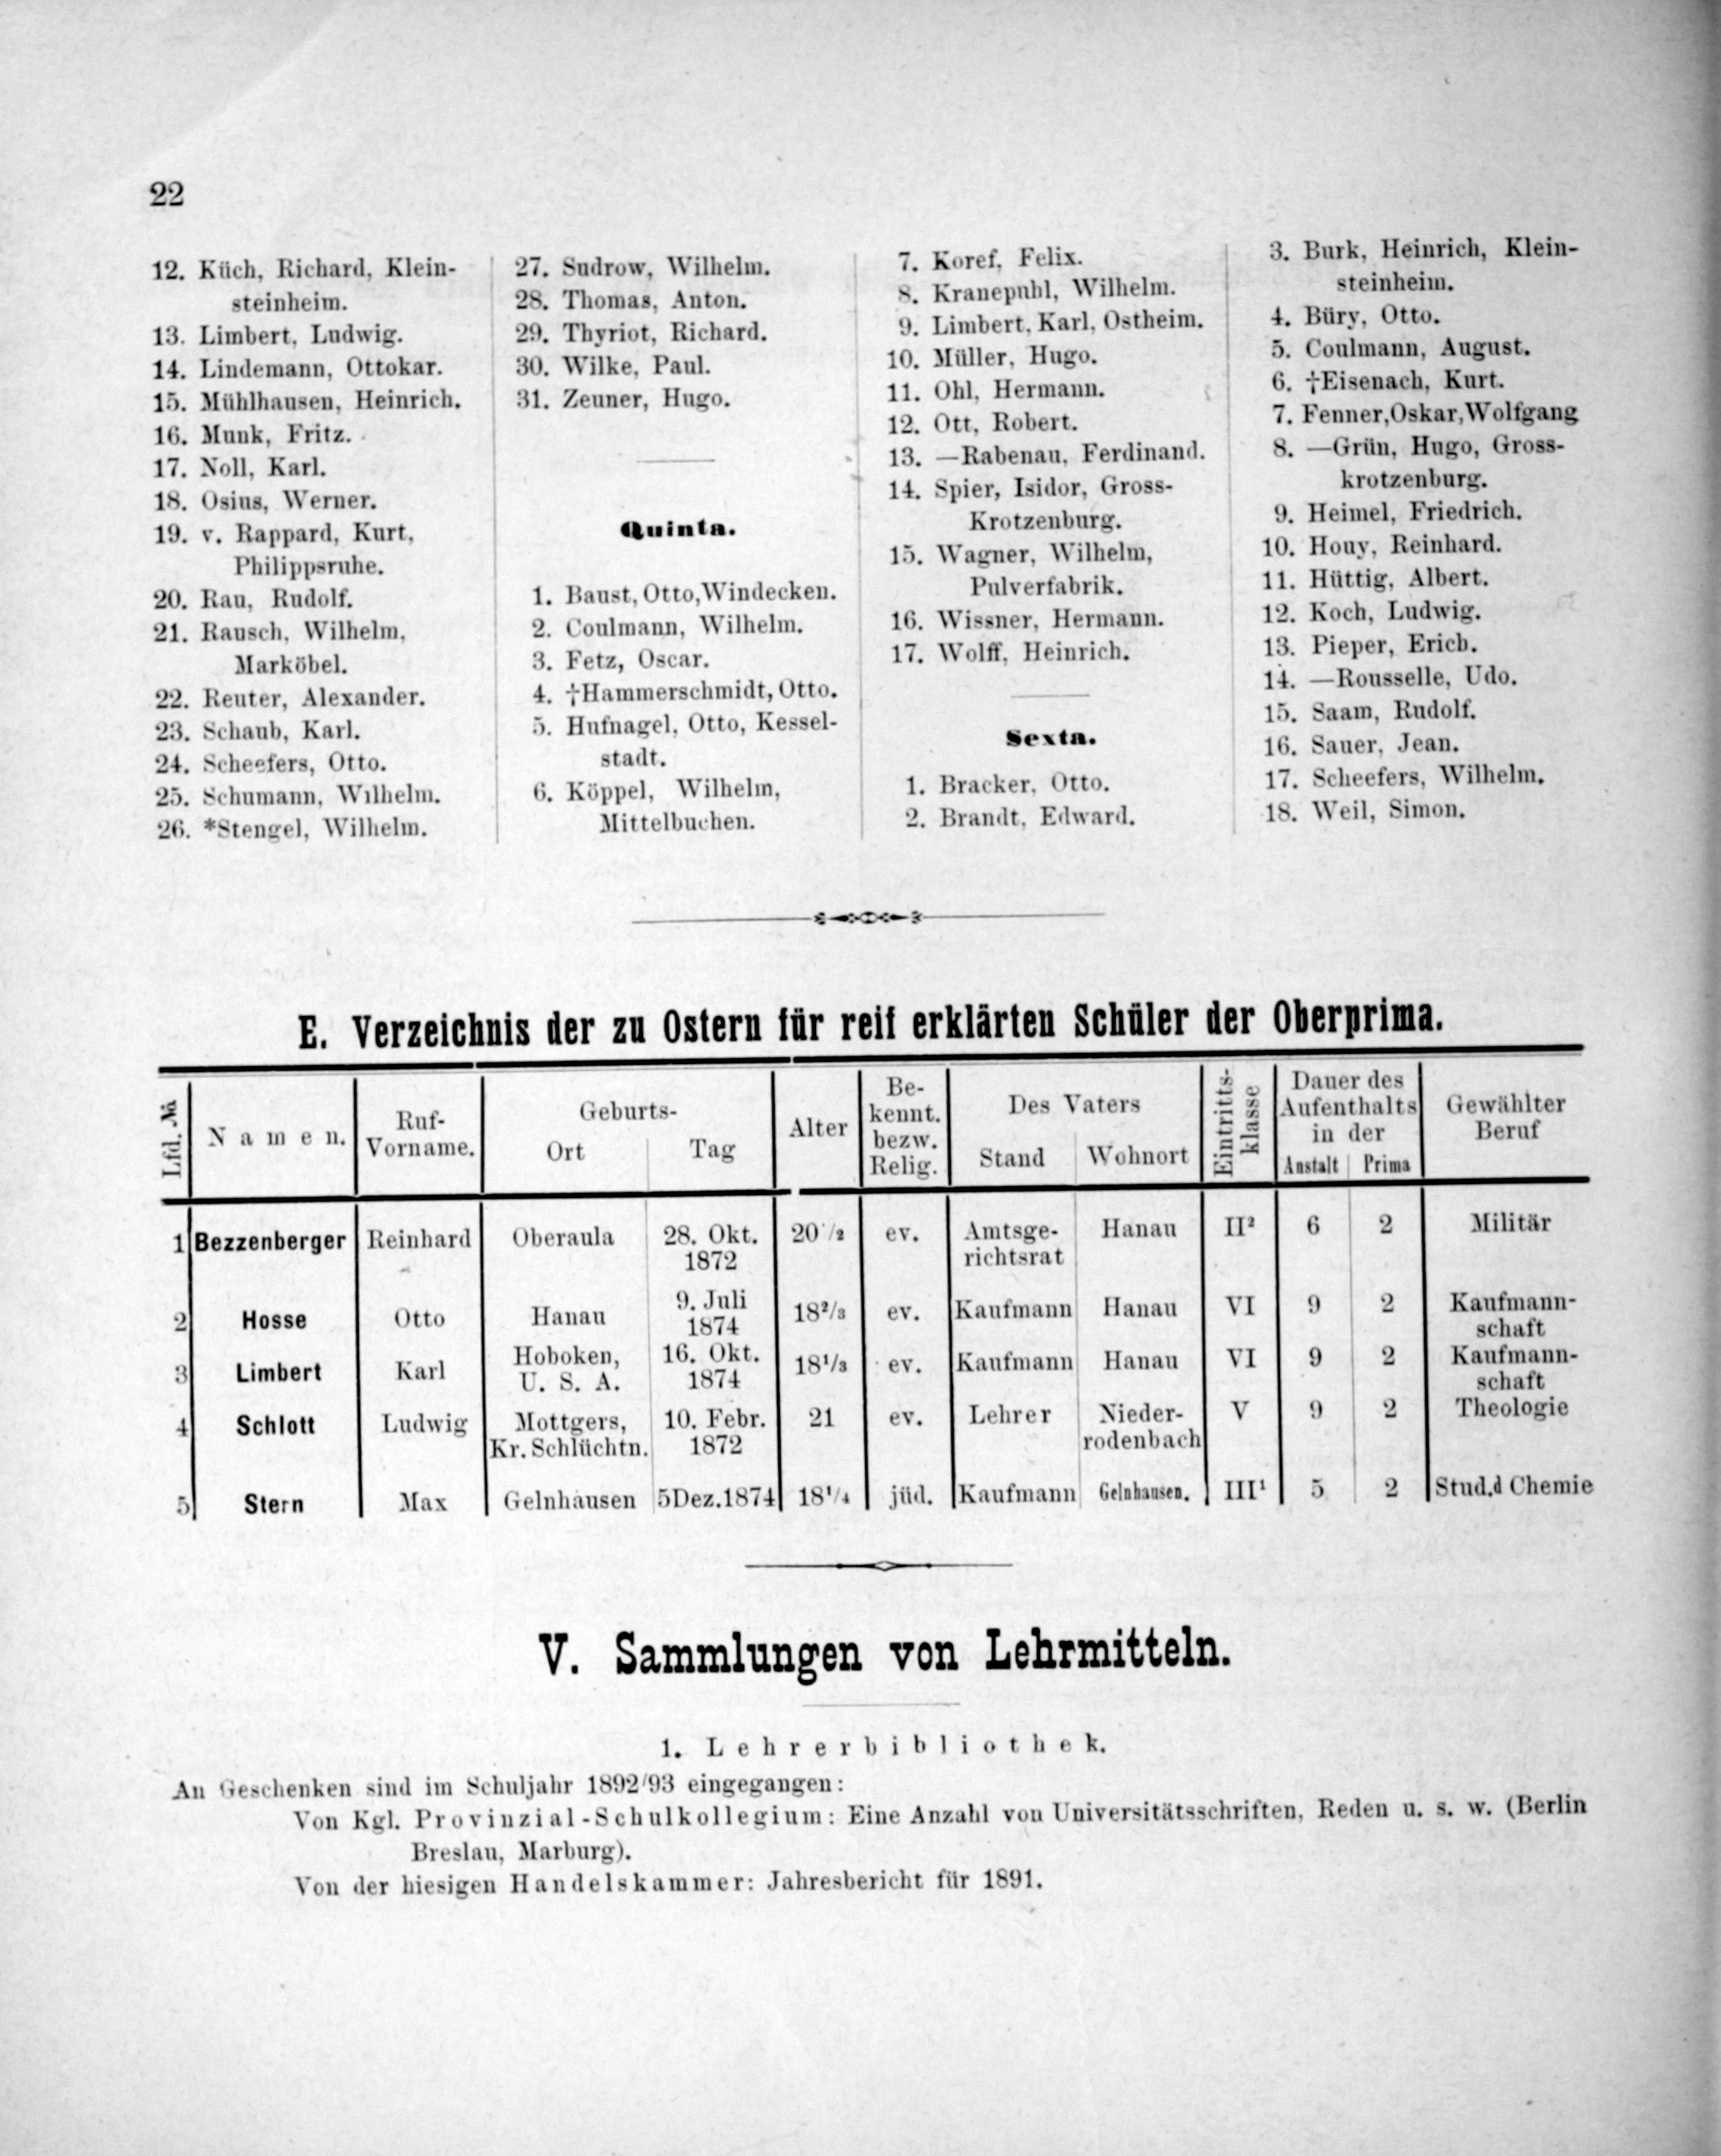 22
12. Küch, Richard, Klein-
steinheim.
13. Limbert, Ludwig.
14. Lindemann, Ottokar.
15. Mühlhausen, Heinrich.
16. Munk, Fritz.
17. Noll, Karl.
18. Osius, Werner.
19. v. Rappard, Kurt,
Philippsruhe.
20. Rau, Rudolf.
21. Rausch, Wilhelm,
Marköbel.
22. Reuter, Alexander.
23. Schaub, Karl.
24. Scheefers, Otto.
25. Schumann, Wilhelm.
26. *Stengel, Wilhelm.
27. Sudrow, Wilhelm.
28. Thomas, Anton.
29. Thyriot, Richard.
30. Wilke, Paul.
31. Zeuner, Hugo.
Quinta.
1. Baust, Otto, Windecken.
2. Coulmann, Wilhelm.
3. Fetz, Oscar.
4. †Hammerschmidt, Otto.
5. Hufnagel, Otto, Kessel-
stadt.
6. Köppel, Wilhelm,
Mittelbuchen.
7. Koref, Felix.
8. Kranepuhl, Wilhelm.
9. Limbert, Karl, Ostheim.
10. Müller, Hugo.
11. Ohl, Hermann.
12. Ott, Robert.
13. —Rabenau, Ferdinand.
14. Spier, Isidor, Gross-
Krotzenburg.
15. Wagner, Wilhelm,
Pulverfabrik.
16. Wissner, Hermann.
17. Wolff, Heinrich.
Sexta.
1. Bracker, Otto.
2. Brandt, Edward.
3. Burk, Heinrich, Klein-
steinheim.
4. Büry, Otto.
5. Coulmann, August.
6. †Eisenach, Kurt.
7. Fenner, Oskar, Wolfgang
8. —Grün, Hugo, Gross-
krotzenburg.
9. Heimel, Friedrich.
10. Houy, Reinhard.
11. Hüttig, Albert.
12. Koch, Ludwig.
13. Pieper, Erich.
14. —Rousselle, Udo.
15. Saam, Rudolf.
16. Sauer, Jean.
17. Scheefers, Wilhelm.
18. Weil, Simon.
E. Verzeichnis der zu Ostern für reif erklärten Schüler der Oberprima.
Lfd. № Namen. Ruf-Vorname. Geburts- Ort Tag Alter Be-kennt. bezw. Relig. Des Vaters Stand Wohnort Eintritts-klasse Dauer des Aufenthalts in der Anstalt Prima Gewählter Beruf
1 Bezzenberger Reinhard Oberaula 28. Okt. 1872 20 1/2 ev. Amtsge-richtsrat Hanau II² 6 2 Militär
2 Hosse Otto Hanau 9. Juli 1874 18²/₃ ev. Kaufmann Hanau VI 9 2 Kaufmann-schaft
3 Limbert Karl Hoboken, U. S. A. 16. Okt. 1874 18¹/₃ ev. Kaufmann Hanau VI 9 2 Kaufmann-schaft
4 Schlott Ludwig Mottgers, Kr. Schlüchtn. 10. Febr. 1872 21 ev. Lehrer Nieder-rodenbach V 9 2 Theologie
5 Stern Max Gelnhausen 5Dez.1874 18¹/₄ jüd. Kaufmann Gelnhausen. III¹ 5 2 Stud.d Chemie
V. Sammlungen von Lehrmitteln.
1. Lehrerbibliothek.
An Geschenken sind im Schuljahr 1892/93 eingegangen:
Von Kgl. Provinzial-Schulkollegium: Eine Anzahl von Universitätsschriften, Reden u. s. w. (Berlin
Breslau, Marburg).
Von der hiesigen Handelskammer: Jahresbericht für 1891.